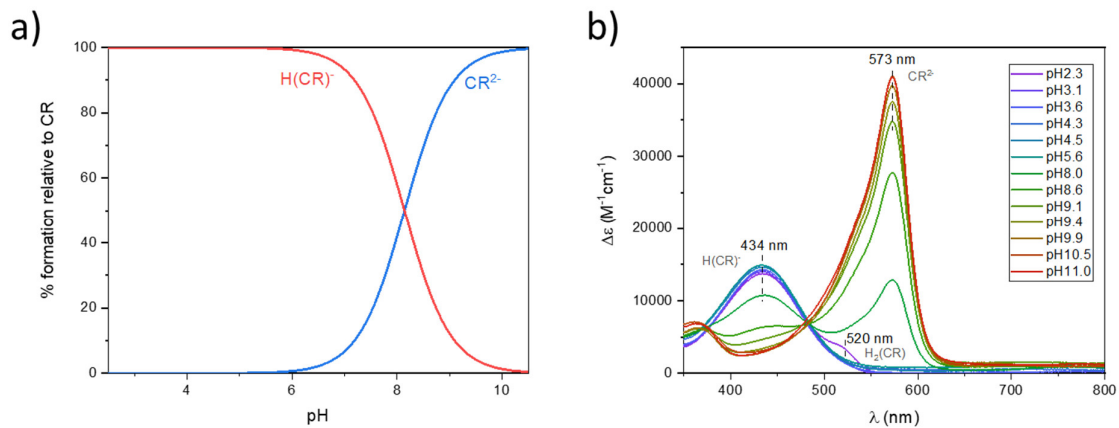 a)
100
80
60
40
20
0
6
8
10
pH
% formation relative to CR
H(CR)⁻
CR²⁻
b)
40000
30000
20000
10000
0
400
500
600
700
800
λ (nm)
Δε (M⁻¹cm⁻¹)
573 nm
CR²⁻
434 nm
H(CR)⁻
520 nm
H₂(CR)
pH2.3
pH3.1
pH3.6
pH4.3
pH4.5
pH5.6
pH8.0
pH8.6
pH9.1
pH9.4
pH9.9
pH10.5
pH11.0